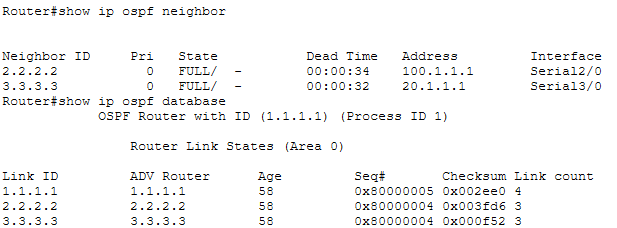 Router#show ip ospf neighbor
Neighbor ID     Pri   State           Dead Time   Address         Interface
2.2.2.2           0   FULL/  -        00:00:34    100.1.1.1       Serial2/0
3.3.3.3           0   FULL/  -        00:00:32    20.1.1.1        Serial3/0
Router#show ip ospf database
            OSPF Router with ID (1.1.1.1) (Process ID 1)
                Router Link States (Area 0)
Link ID         ADV Router      Age         Seq#       Checksum Link count
1.1.1.1         1.1.1.1         58          0x80000005 0x002ee0 4
2.2.2.2         2.2.2.2         58          0x80000004 0x003fd6 3
3.3.3.3         3.3.3.3         58          0x80000004 0x000f52 3